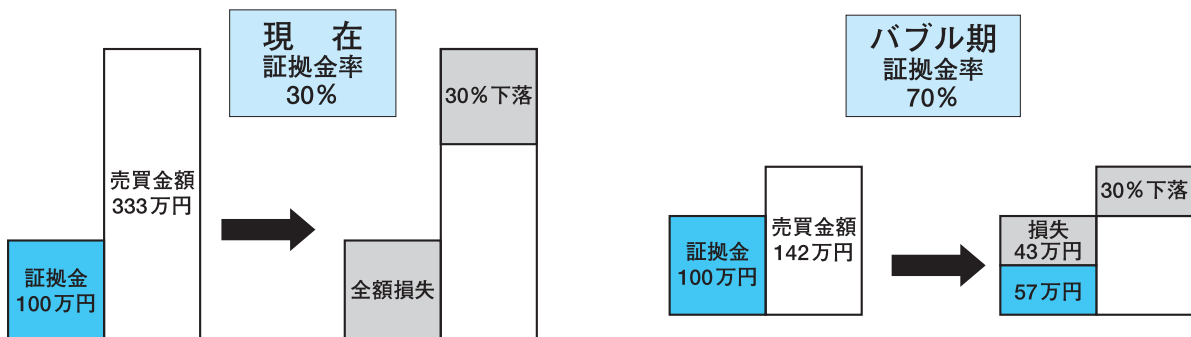 現 在
証拠金率
30%
売買金額
333万円
証拠金
100万円
30%下落
全額損失
バブル期
証拠金率
70%
証拠金
100万円
売買金額
142万円
30%下落
損失
43万円
57万円